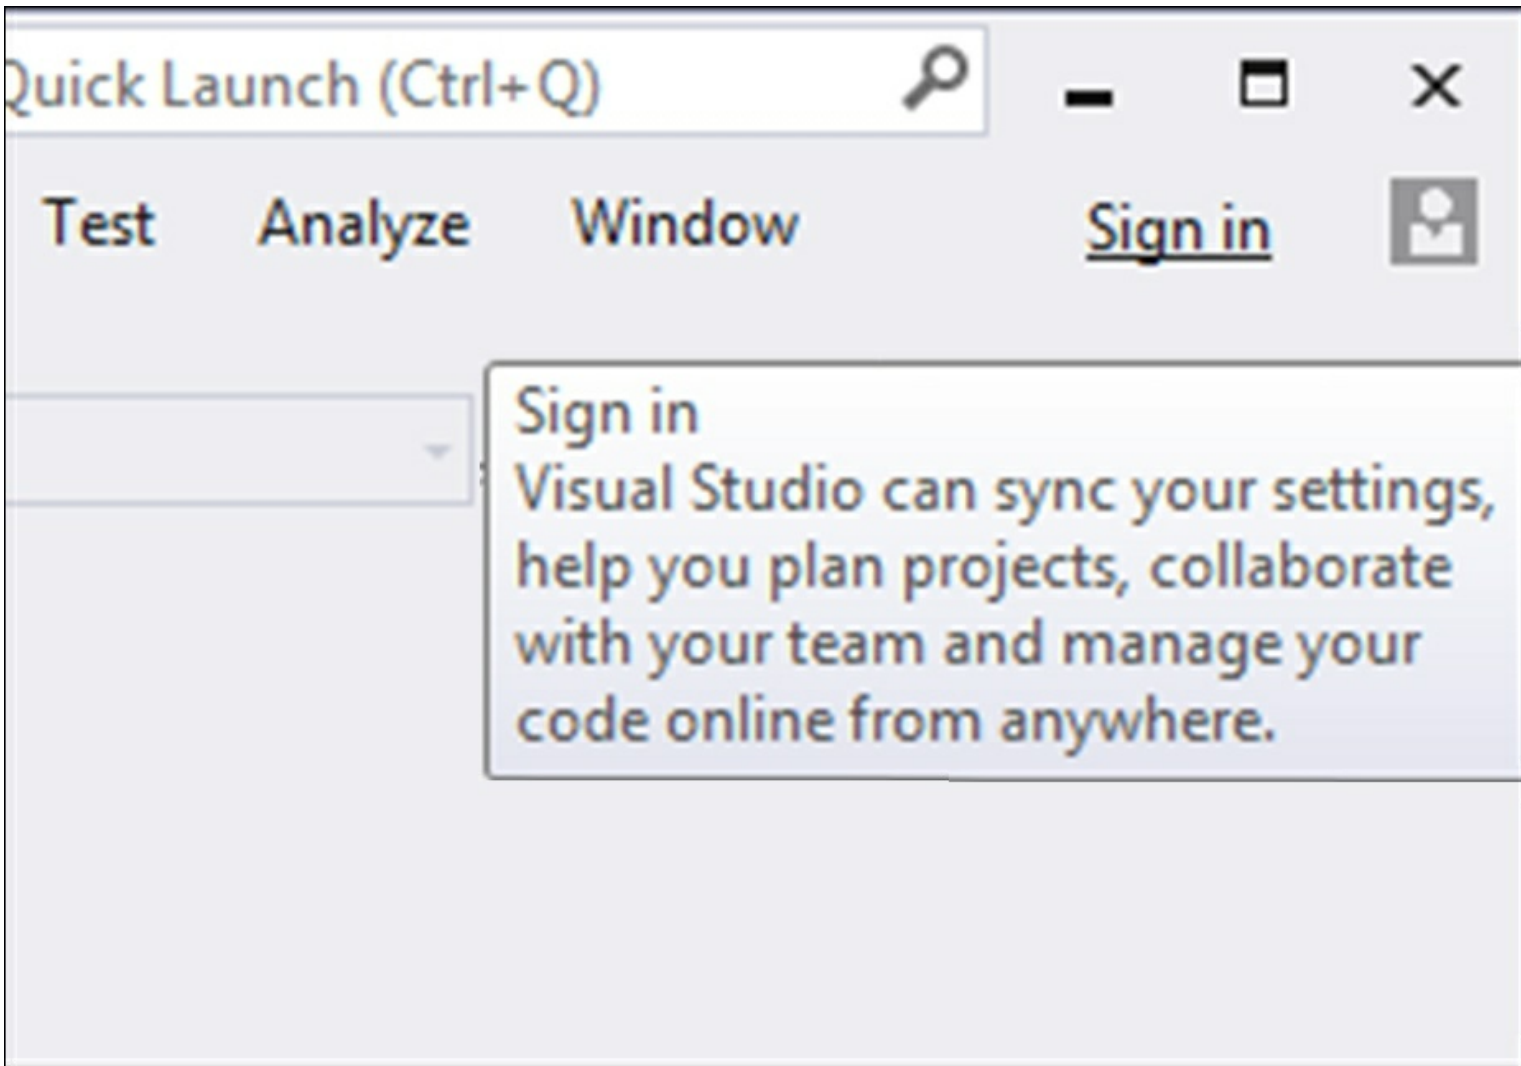 Quick Launch (Ctrl+Q)
Test Analyze Window Sign in
Sign in
Visual Studio can sync your settings,
help you plan projects, collaborate
with your team and manage your
code online from anywhere.